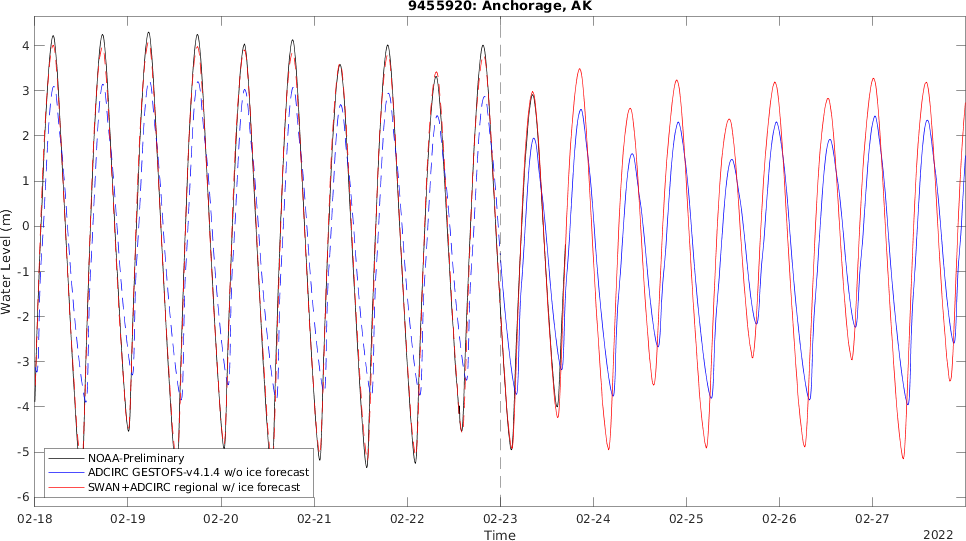 9455920: Anchorage, AK
Water Level (m)
4
3
2
1
0
-1
-2
-3
-4
-5
-6
NOAA-Preliminary
ADCIRC GESTOFS-v4.1.4 w/o ice forecast
SWAN+ADCIRC regional w/ ice forecast
02-18 02-19 02-20 02-21 02-22 02-23 02-24 02-25 02-26 02-27
Time
2022